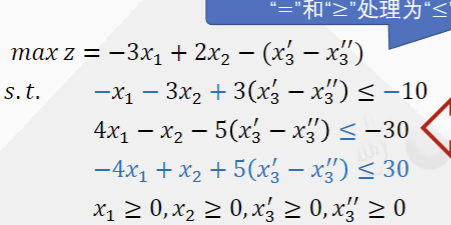 “=”和“≥”处理为“≤”
max z = −3x₁ + 2x₂ − (x₃′ − x₃″)
s.t. −x₁ − 3x₂ + 3(x₃′ − x₃″) ≤ −10
4x₁ − x₂ − 5(x₃′ − x₃″) ≤ −30
−4x₁ + x₂ + 5(x₃′ − x₃″) ≤ 30
x₁ ≥ 0, x₂ ≥ 0, x₃′ ≥ 0, x₃″ ≥ 0